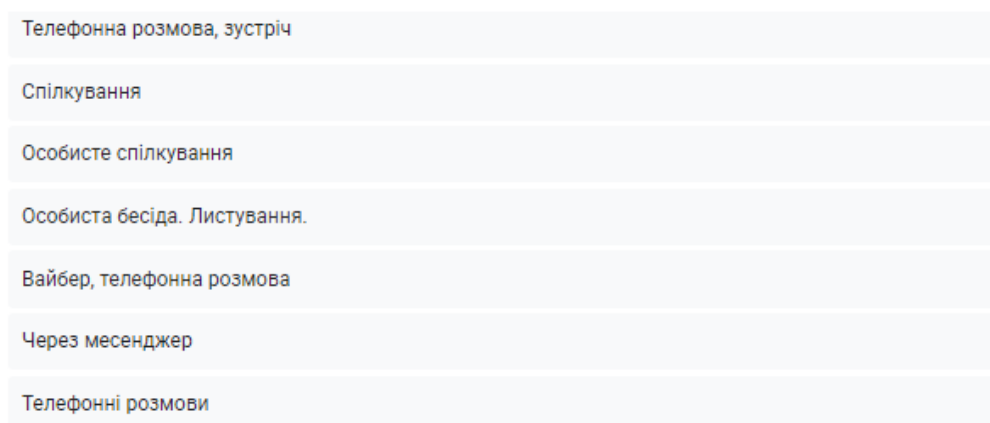 Телефонна розмова, зустріч
Спілкування
Особисте спілкування
Особиста бесіда. Листування.
Вайбер, телефонна розмова
Через месенджер
Телефонні розмови